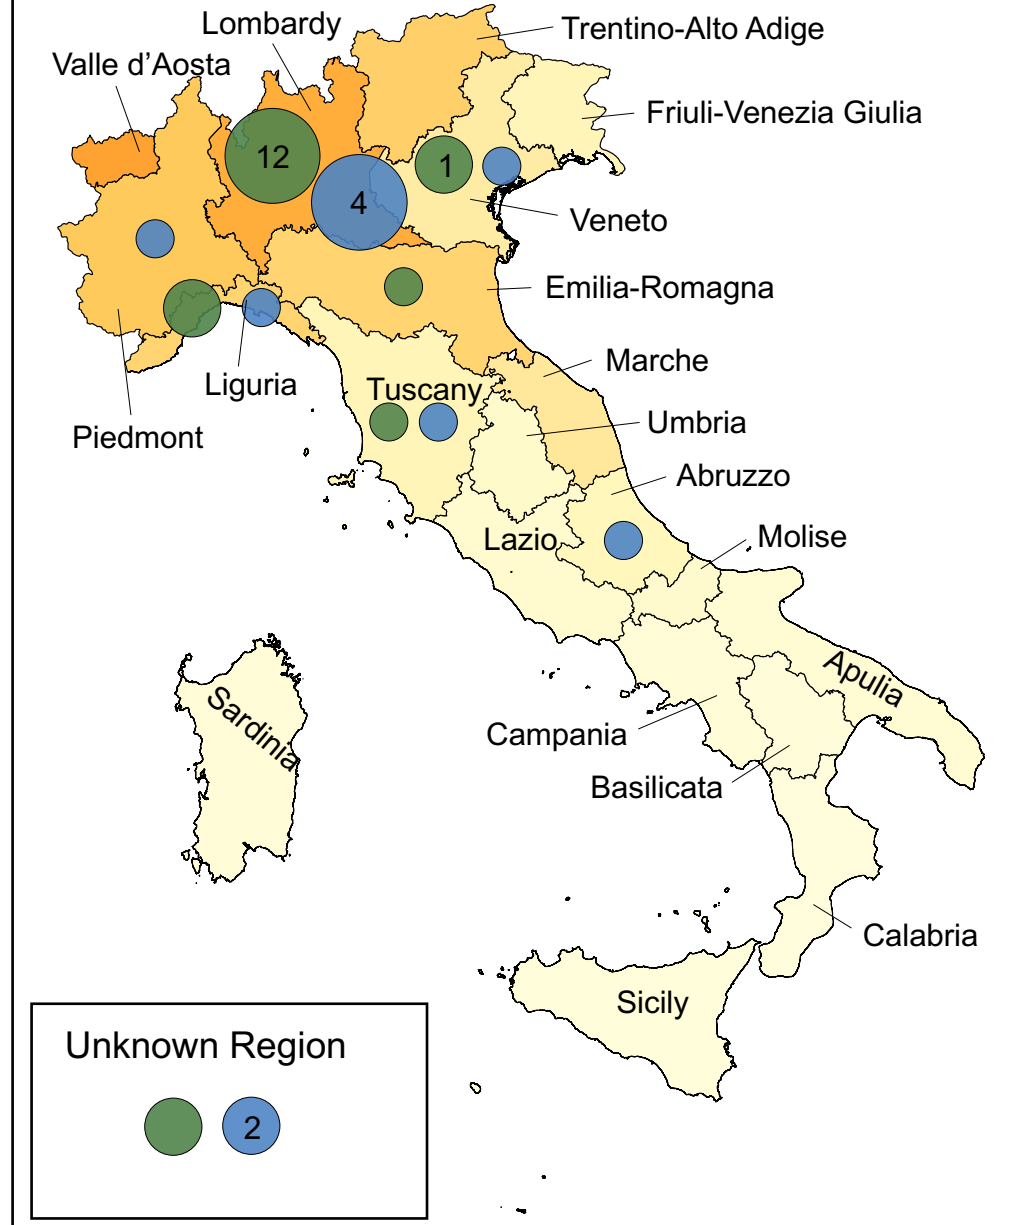 Lombardy
Trentino-Alto Adige
Valle d'Aosta
Friuli-Venezia Giulia
12
1
4
Veneto
Emilia-Romagna
Marche
Liguria
Tuscany
Umbria
Piedmont
Abruzzo
Lazio
Molise
Apulia
Sardinia
Campania
Basilicata
Calabria
Sicily
Unknown Region
2